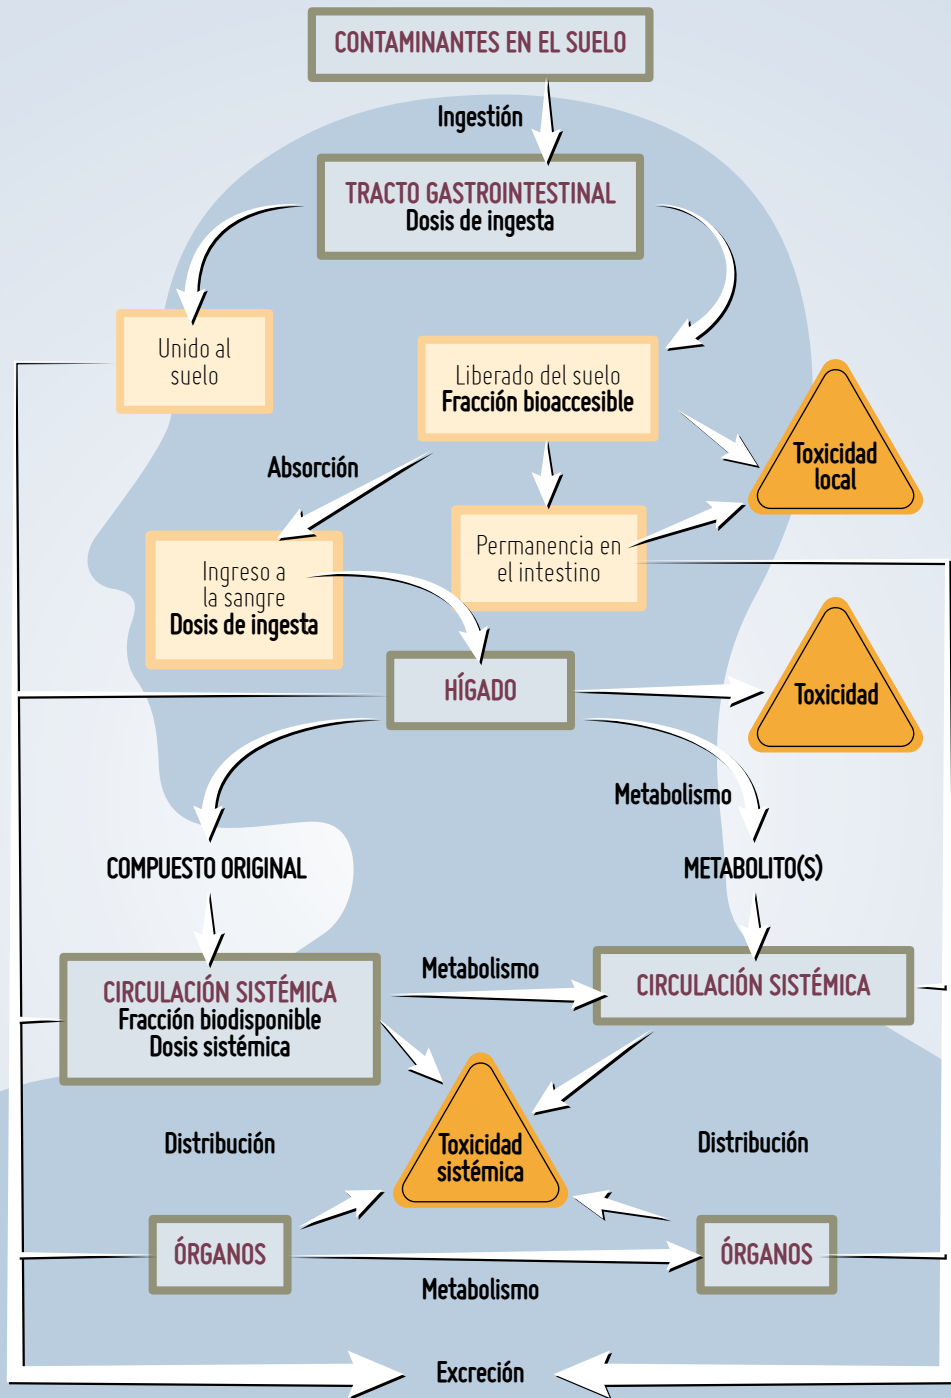 CONTAMINANTES EN EL SUELO
Ingestión
TRACTO GASTROINTESTINAL
Dosis de ingesta
Unido al
suelo
Liberado del suelo
Fracción bioaccesible
Toxicidad
local
Absorción
Permanencia en
el intestino
Ingreso a
la sangre
Dosis de ingesta
HÍGADO
Toxicidad
Metabolismo
COMPUESTO ORIGINAL
METABOLITO(S)
CIRCULACIÓN SISTÉMICA
Fracción biodisponible
Dosis sistémica
Metabolismo
CIRCULACIÓN SISTÉMICA
Distribución
Toxicidad
sistémica
Distribución
ÓRGANOS
Metabolismo
ÓRGANOS
Excreción